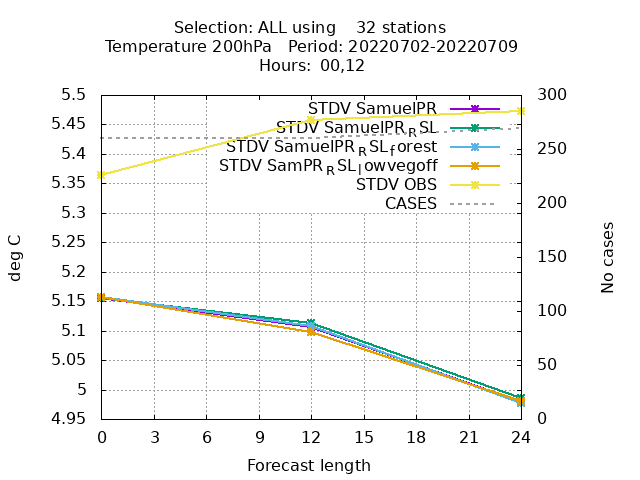 Selection: ALL using    32 stations
Temperature 200hPa   Period: 20220702-20220709
Hours:  00,12
5.5
5.45
5.4
5.35
5.3
5.25
5.2
5.15
5.1
5.05
5
4.95
deg C
STDV SamuelPR
STDV SamuelPR_RSL
STDV SamuelPR_RSL_forest
STDV SamPR_RSL_lowvegoff
STDV OBS
CASES
300
250
200
150
100
50
0
No cases
0 3 6 9 12 15 18 21 24
Forecast length